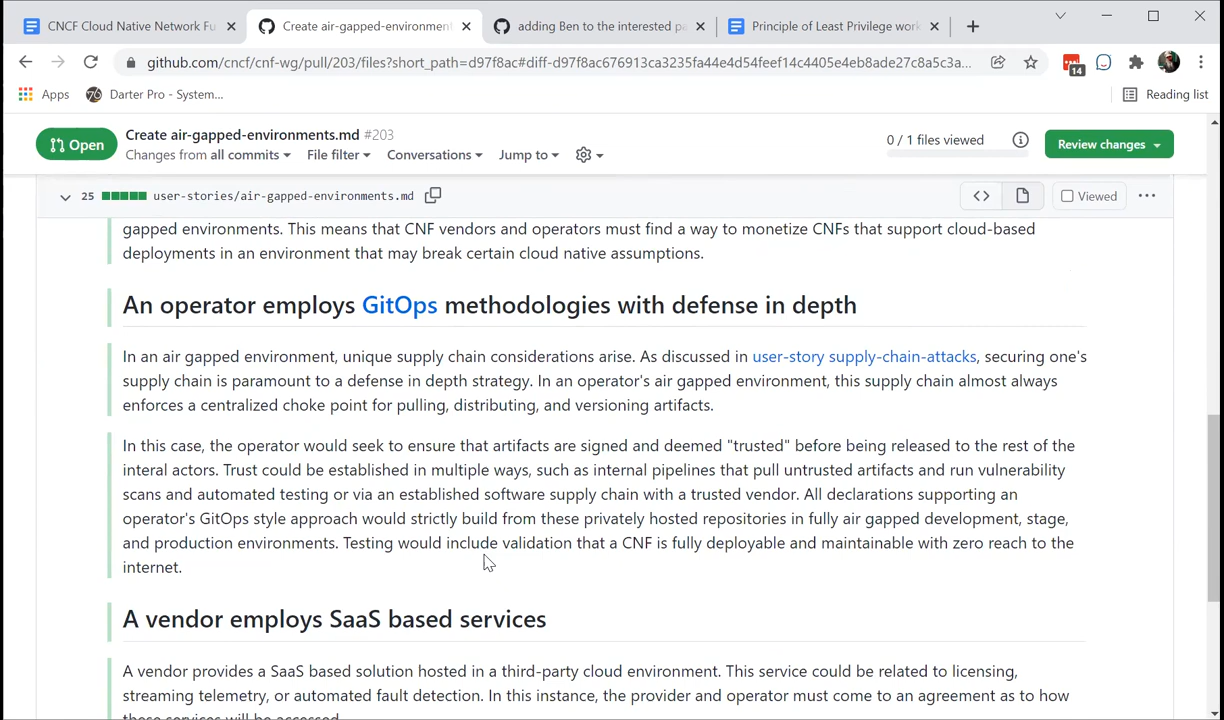 CNCF Cloud Native Network Fu
Create air-gapped-environment
adding Ben to the interested pa
Principle of Least Privilege work
github.com/cncf/cnf-wg/pull/203/files?short_path=d97f8ac#diff-d97f8ac676913ca3235fa44e4d54feef14c4405e4eb8ade27c8a5c3a...
14
Apps
Darter Pro - System...
Reading list
Open
Create air-gapped-environments.md #203
Changes from all commits
File filter
Conversations
Jump to
0 / 1 files viewed
Review changes
25 user-stories/air-gapped-environments.md
Viewed
gapped environments. This means that CNF vendors and operators must find a way to monetize CNFs that support cloud-based
deployments in an environment that may break certain cloud native assumptions.
An operator employs GitOps methodologies with defense in depth
In an air gapped environment, unique supply chain considerations arise. As discussed in user-story supply-chain-attacks, securing one's
supply chain is paramount to a defense in depth strategy. In an operator's air gapped environment, this supply chain almost always
enforces a centralized choke point for pulling, distributing, and versioning artifacts.
In this case, the operator would seek to ensure that artifacts are signed and deemed "trusted" before being released to the rest of the
interal actors. Trust could be established in multiple ways, such as internal pipelines that pull untrusted artifacts and run vulnerability
scans and automated testing or via an established software supply chain with a trusted vendor. All declarations supporting an
operator's GitOps style approach would strictly build from these privately hosted repositories in fully air gapped development, stage,
and production environments. Testing would include validation that a CNF is fully deployable and maintainable with zero reach to the
internet.
A vendor employs SaaS based services
A vendor provides a SaaS based solution hosted in a third-party cloud environment. This service could be related to licensing,
streaming telemetry, or automated fault detection. In this instance, the provider and operator must come to an agreement as to how
these services will be accessed.